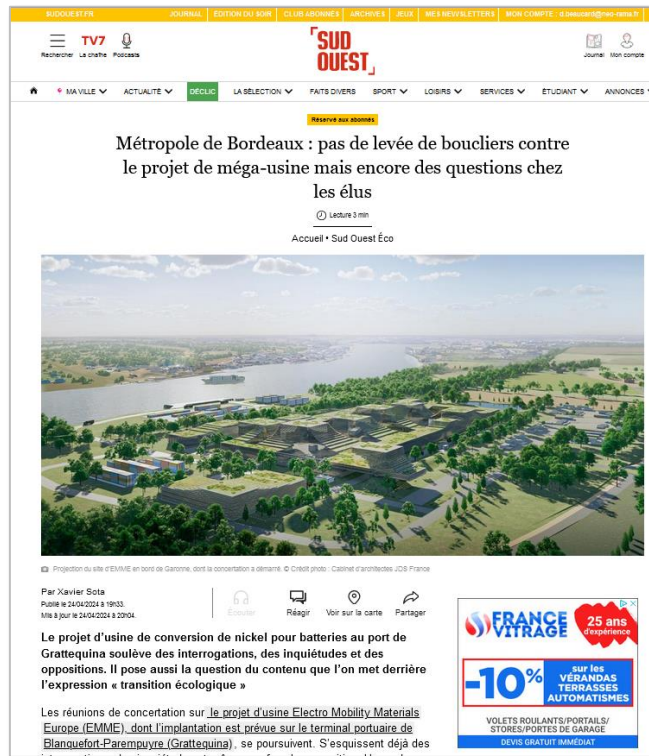 SUDOUEST.FR JOURNAL ÉDITION DU SOIR CLUB ABONNÉS ARCHIVES JEUX MES NEWSLETTERS MON COMPTE : d.beaucard@neo-rama.fr
TV7
Rechercher La chaîne Podcasts
SUD
OUEST
Journal Mon compte
MA VILLE ACTUALITÉ DÉCLIC LA SÉLECTION FAITS DIVERS SPORT LOISIRS SERVICES ÉTUDIANT ANNONCES
Réservé aux abonnés
Métropole de Bordeaux : pas de levée de boucliers contre
le projet de méga-usine mais encore des questions chez
les élus
Lecture 3 min
Accueil • Sud Ouest Éco
Projection du site d'EMME en bord de Garonne, dont la concertation a démarré. © Crédit photo : Cabinet d'architectes JDS France
Par Xavier Sota
Publié le 24/04/2024 à 19h33.
Mis à jour le 24/04/2024 à 20h04.
Écouter Réagir Voir sur la carte Partager
Le projet d'usine de conversion de nickel pour batteries au port de
Grattequina soulève des interrogations, des inquiétudes et des
oppositions. Il pose aussi la question du contenu que l'on met derrière
l'expression « transition écologique »
Les réunions de concertation sur le projet d'usine Electro Mobility Materials
Europe (EMME), dont l'implantation est prévue sur le terminal portuaire de
Blanquefort-Parempuyre (Grattequina), se poursuivent. S'esquissent déjà des
FRANCE
VITRAGE
25 ans
d'expérience
-10%
sur les
VÉRANDAS
TERRASSES
AUTOMATISMES
VOLETS ROULANTS/PORTAILS/
STORES/PORTES DE GARAGE
DEVIS GRATUIT IMMÉDIAT